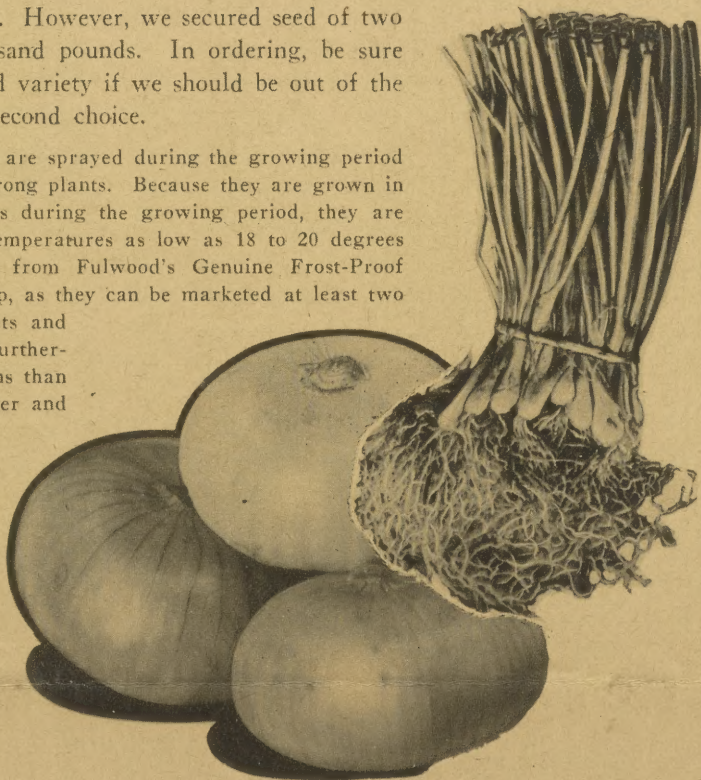 . However, we secured seed of two
sand pounds. In ordering, be sure
d variety if we should be out of the
second choice.
are sprayed during the growing period
rong plants. Because they are grown in
s during the growing period, they are
emperatures as low as 18 to 20 degrees
from Fulwood's Genuine Frost-Proof
p, as they can be marketed at least two
ts and
urther-
ns than
er and